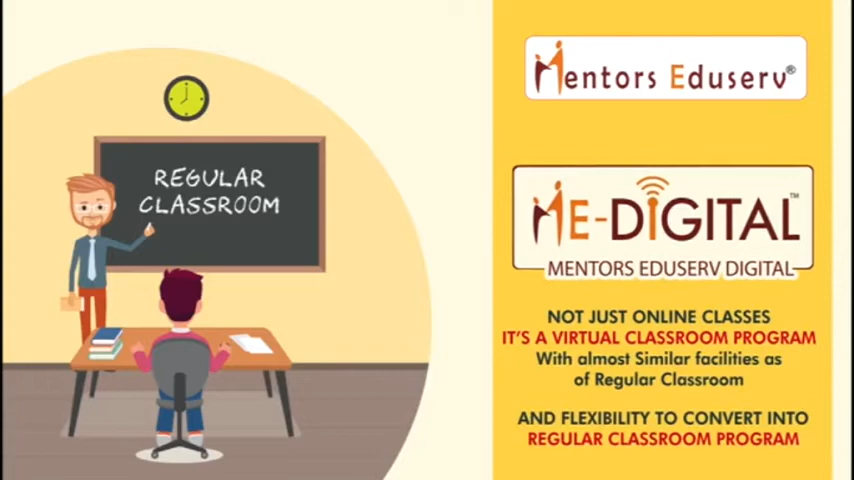 REGULAR
CLASSROOM
Mentors Eduserv®
ME-DIGITAL™
MENTORS EDUSERV DIGITAL
NOT JUST ONLINE CLASSES
IT'S A VIRTUAL CLASSROOM PROGRAM
With almost Similar facilities as
of Regular Classroom
AND FLEXIBILITY TO CONVERT INTO
REGULAR CLASSROOM PROGRAM